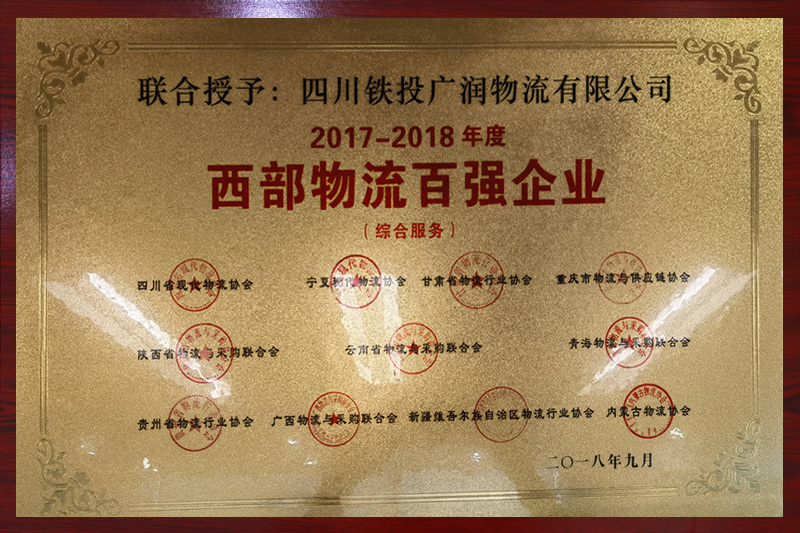 联合授予：四川铁投广润物流有限公司
2017-2018年度
西部物流百强企业
（综合服务）
四川省现代物流协会 宁夏现代物流协会 甘肃省物流行业协会 重庆市物流与供应链协会
陕西省物流与采购联合会 云南省物流与采购联合会 青海物流与采购联合会
贵州省物流行业协会 广西物流与采购联合会 新疆维吾尔族自治区物流行业协会 内蒙古物流协会
二〇一八年九月